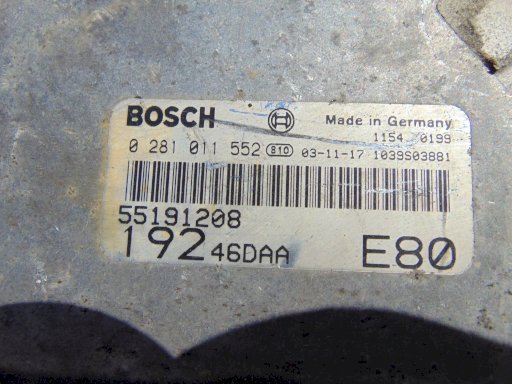 BOSCH Made in Germany
1154 0199
0 281 011 552 810 03-11-17 1039S03881
55191208
192 46DAA E80